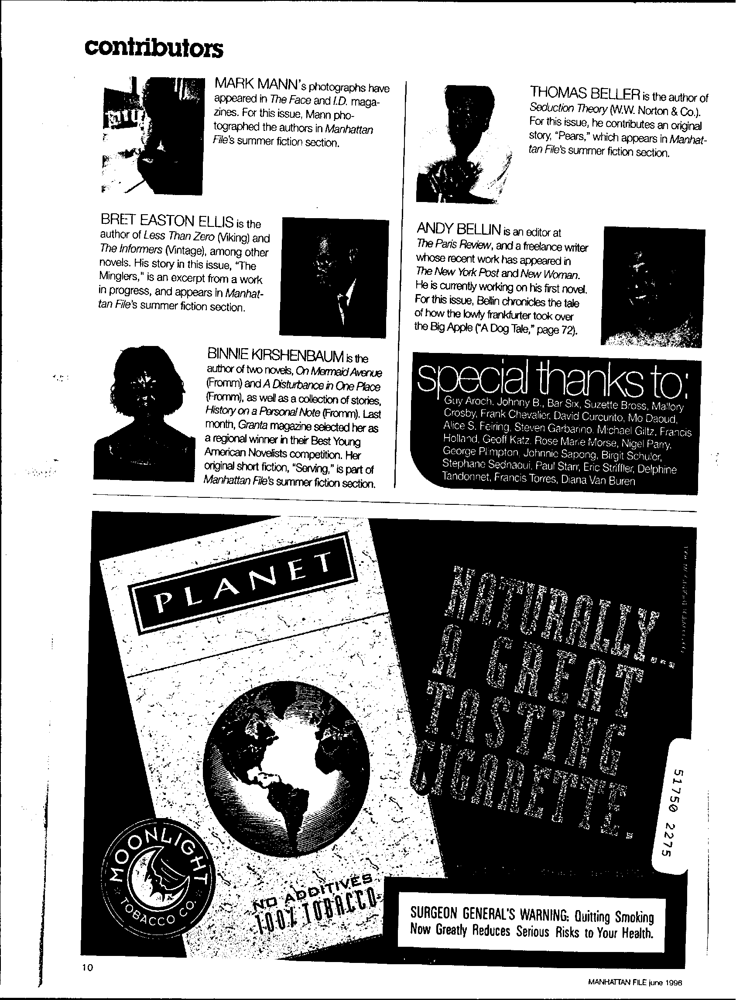 contributors
MARK MANN's photographs have
appeared in The Face and I.D. maga-
zines. For this issue, Mann pho-
tographed the authors in Manhattan
File's summer fiction section.
BRET EASTON ELLIS is the
author of Less Than Zero (Viking) and
The Informers (Vintage), among other
novels. His story in this issue, "The
Minglers," is an excerpt from a work
in progress, and appears in Manhat-
tan File's summer fiction section.
BINNIE KIRSHENBAUM is the
author of two novels, On Mermaid Avenue
(Fromm) and A Disturbance in One Place
(Fromm), as well as a collection of stories,
History on a Personal Note (Fromm). Last
month, Granta magazine selected her as
a regional winner in their Best Young
American Novelists competition. Her
original short fiction, "Serving," is part of
Manhattan File's summer fiction section.
THOMAS BELLER is the author of
Seduction Theory (W.W. Norton & Co.).
For this issue, he contributes an original
story, "Pears," which appears in Manhat-
tan File's summer fiction section.
ANDY BELLIN is an editor at
The Paris Review, and a freelance writer
whose recent work has appeared in
The New York Post and New Woman.
He is currently working on his first novel.
For this issue, Bellin chronicles the tale
of how the lowly frankfurter took over
the Big Apple ("A Dog Tale," page 72).
special thanks to:
Guy Aroch, Johnny B., Bar Six, Suzette Bross, Mallory
Crosby, Frank Chevalier, David Curcurito, Mo Daoud,
Alice S. Feiring, Steven Garbarino, Michael Giltz, Francis
Holland, Geoff Katz, Rose Marie Morse, Nigel Parry,
George Plimpton, Johnnie Sapong, Birgit Schuler,
Stephane Sednaoui, Paul Starr, Eric Striffler, Delphine
Tandonnet, Francis Torres, Diana Van Buren
PLANET
NATURALLY...
A GREAT
TASTING
CIGARETTE.
MOONLIGHT
TOBACCO CO.
NO ADDITIVES
100% TOBACCO
51750 2275
SURGEON GENERAL'S WARNING: Quitting Smoking
Now Greatly Reduces Serious Risks to Your Health.
10
MANHATTAN FILE june 1996